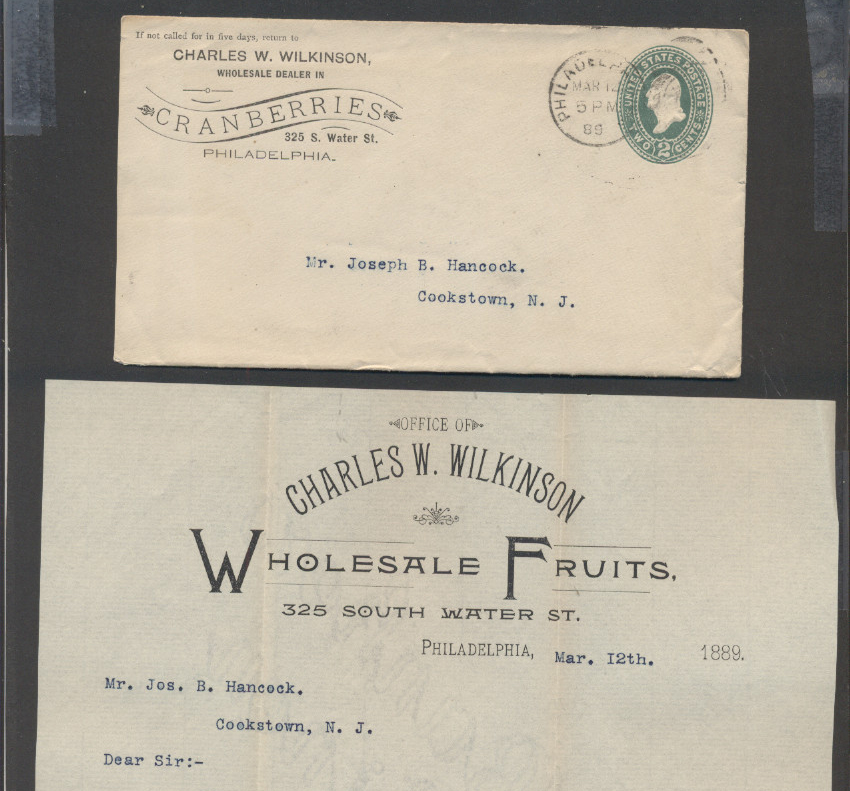 If not called for in five days, return to
CHARLES W. WILKINSON,
WHOLESALE DEALER IN
CRANBERRIES
325 S. Water St.
PHILADELPHIA.
MAR
5 PM
89
UNITED STATES POSTAGE
TWO 2 CENTS
Mr. Joseph B. Hancock.
Cookstown, N. J.
OFFICE OF
CHARLES W. WILKINSON
WHOLESALE FRUITS,
325 SOUTH WATER ST.
PHILADELPHIA, Mar. 12th. 1889.
Mr. Jos. B. Hancock.
Cookstown, N. J.
Dear Sir:-